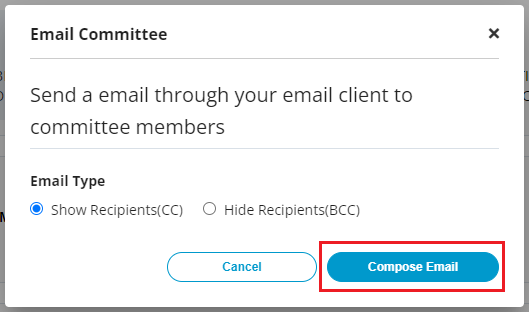 Email Committee
Send a email through your email client to
committee members
Email Type
Show Recipients(CC) Hide Recipients(BCC)
Cancel Compose Email